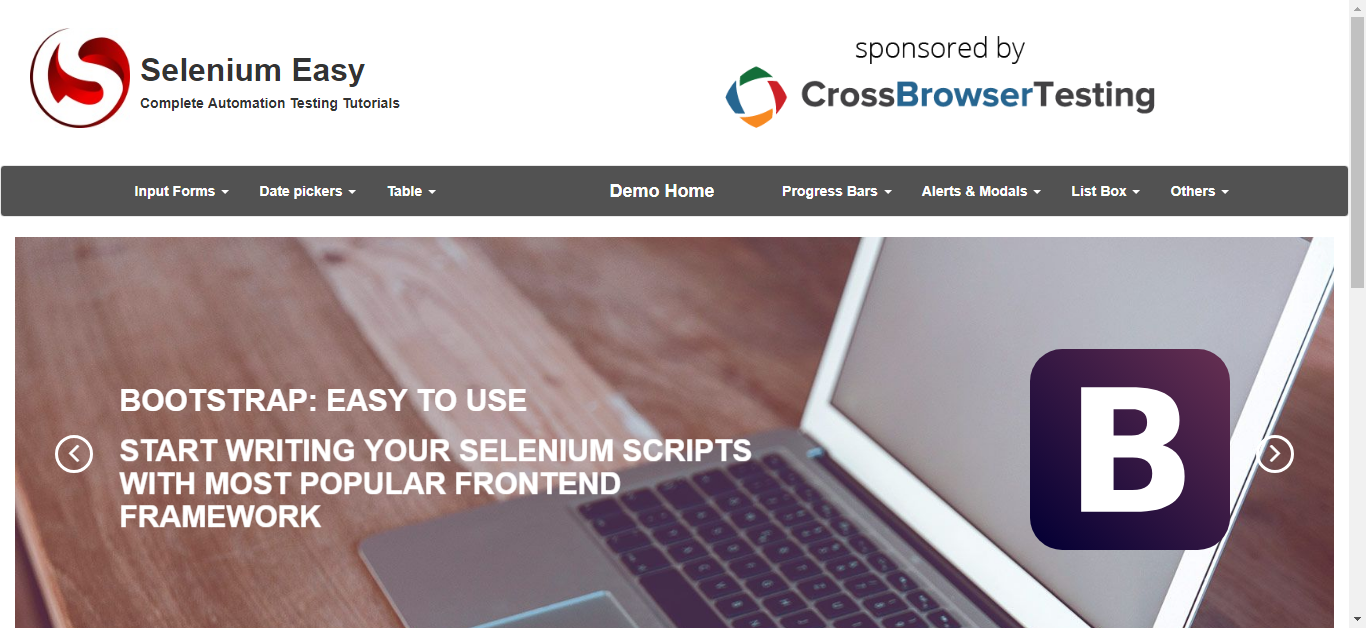 Selenium Easy
Complete Automation Testing Tutorials
sponsored by
CrossBrowserTesting
Input Forms Date pickers Table Demo Home Progress Bars Alerts & Modals List Box Others
BOOTSTRAP: EASY TO USE
START WRITING YOUR SELENIUM SCRIPTS
WITH MOST POPULAR FRONTEND
FRAMEWORK
B